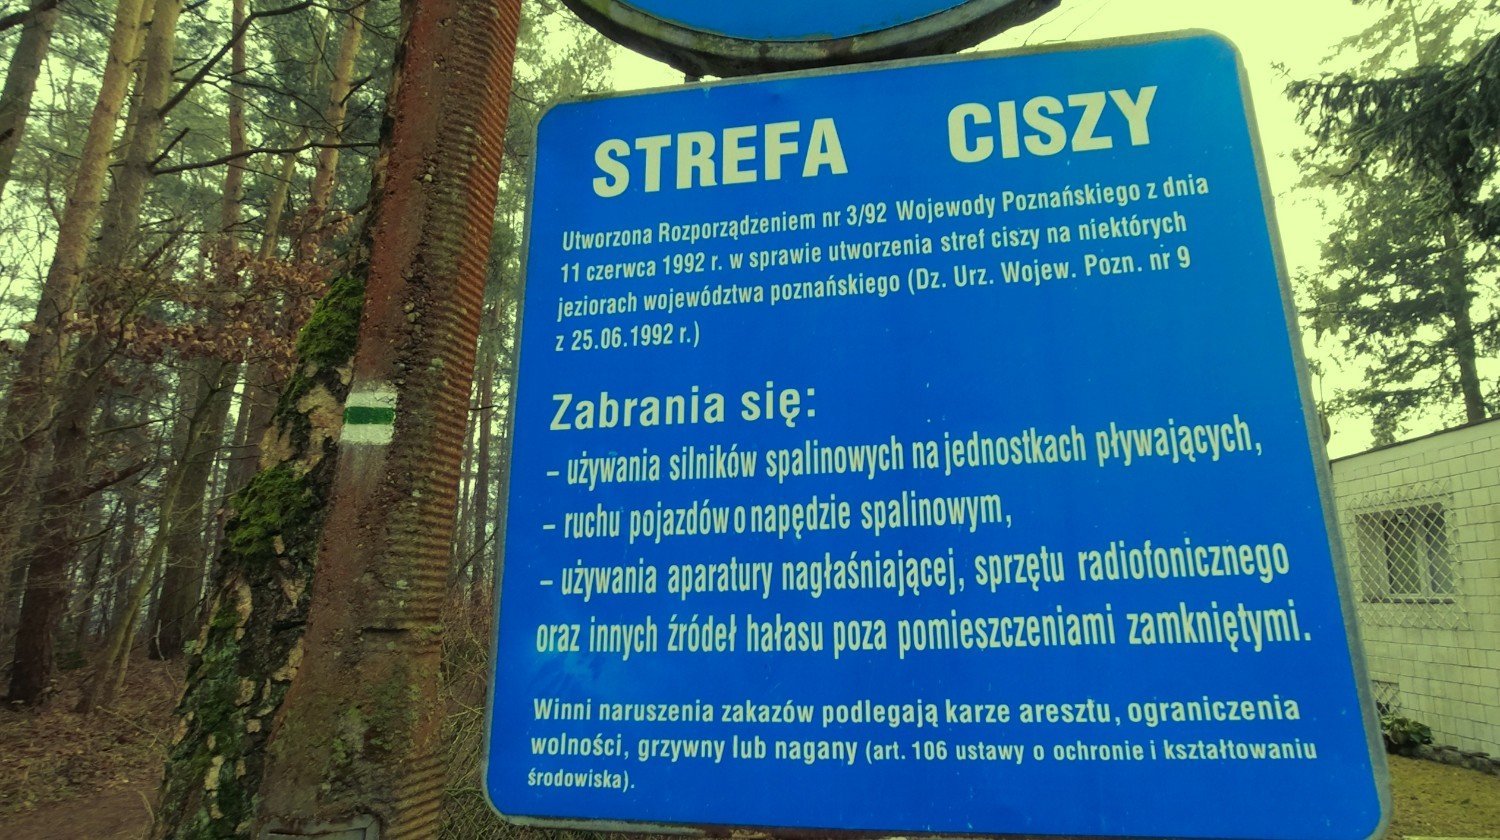 STREFA CISZY
Utworzona Rozporządzeniem nr 3/92 Wojewody Poznańskiego z dnia
11 czerwca 1992 r. w sprawie utworzenia stref ciszy na niektórych
jeziorach województwa poznańskiego (Dz. Urz. Wojew. Pozn. nr 9
z 25.06.1992 r.)
Zabrania się:
– używania silników spalinowych na jednostkach pływających,
– ruchu pojazdów o napędzie spalinowym,
– używania aparatury nagłaśniającej, sprzętu radiofonicznego
oraz innych źródeł hałasu poza pomieszczeniami zamkniętymi.
Winni naruszenia zakazów podlegają karze aresztu, ograniczenia
wolności, grzywny lub nagany (art. 106 ustawy o ochronie i kształtowaniu
środowiska).